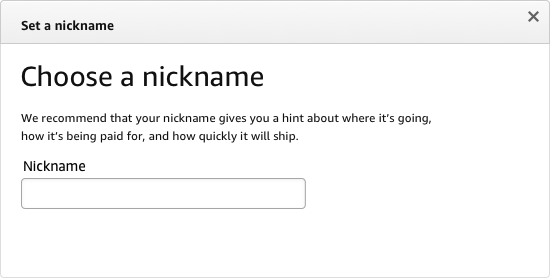 Set a nickname
Choose a nickname
We recommend that your nickname gives you a hint about where it's going,
how it's being paid for, and how quickly it will ship.
Nickname